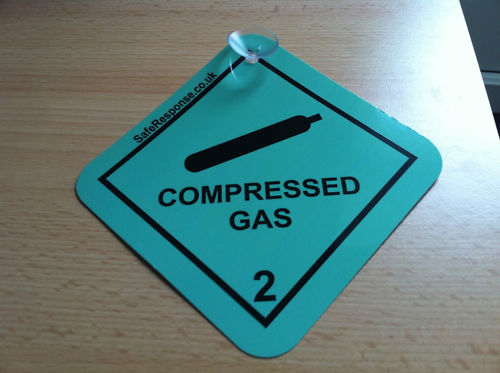 SafeResponse.co.uk
COMPRESSED
GAS
2